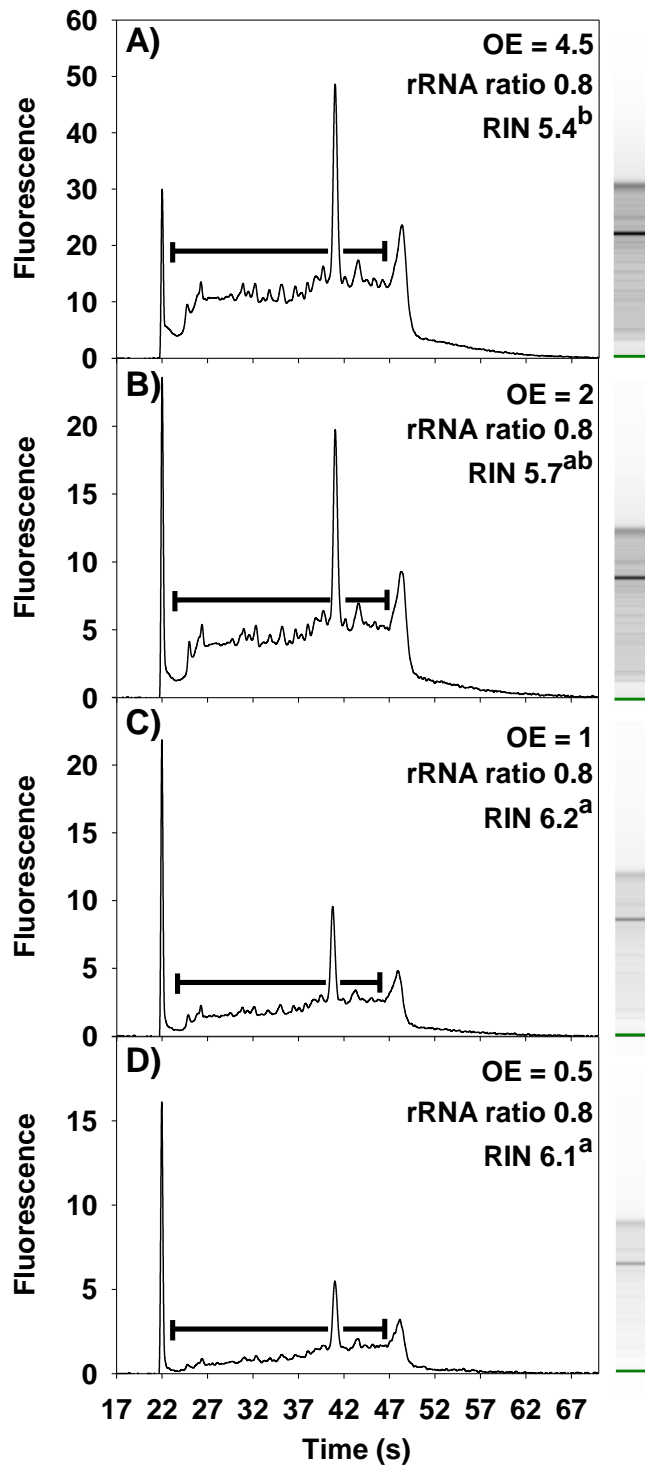 A)
OE = 4.5
rRNA ratio 0.8
RIN 5.4ᵇ
60
50
40
30
20
10
0
Fluorescence
B)
OE = 2
rRNA ratio 0.8
RIN 5.7ᵃᵇ
20
15
10
5
0
Fluorescence
C)
OE = 1
rRNA ratio 0.8
RIN 6.2ᵃ
20
15
10
5
0
Fluorescence
D)
OE = 0.5
rRNA ratio 0.8
RIN 6.1ᵃ
15
10
5
0
Fluorescence
17 22 27 32 37 42 47 52 57 62 67
Time (s)